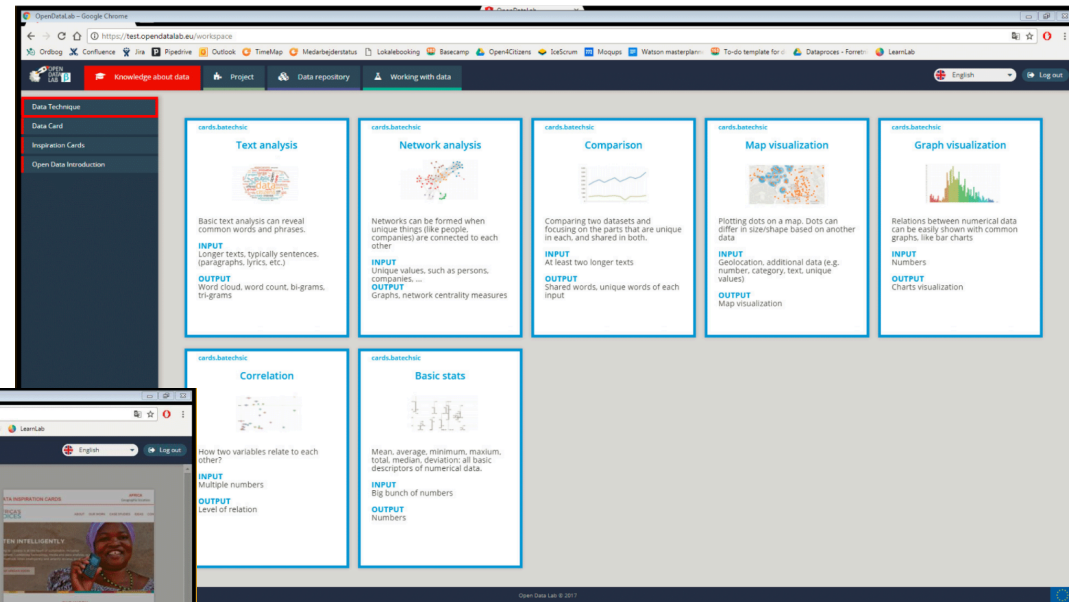 OpenDataLab – Google Chrome
https://test.opendatalab.eu/workspace
Ordbog Confluence Jira Pipedrive Outlook TimeMap Medarbejderstatus Lokalebooking Basecamp Open4Citizens IceScrum Moqups Watson masterplann To-do template for d Dataproces - Forretn LearnLab
OPEN DATA LAB Knowledge about data Project Data repository Working with data English Log out
Data Technique
Data Card
Inspiration Cards
Open Data Introduction
cards.batechsic
Text analysis
Basic text analysis can reveal
common words and phrases.
INPUT
Longer texts, typically sentences.
(paragraphs, lyrics, etc.)
OUTPUT
Word cloud, word count, bi-grams,
tri-grams
cards.batechsic
Network analysis
Networks can be formed when
unique things (like people,
companies) are connected to each
other
INPUT
Unique values, such as persons,
companies, ...
OUTPUT
Graphs, network centrality measures
cards.batechsic
Comparison
Comparing two datasets and
focusing on the parts that are unique
in each, and shared in both.
INPUT
At least two longer texts
OUTPUT
Shared words, unique words of each
input
cards.batechsic
Map visualization
Plotting dots on a map. Dots can
differ in size/shape based on another
data
INPUT
Geolocation, additional data (e.g.
number, category, text, unique
values)
OUTPUT
Map visualization
cards.batechsic
Graph visualization
Relations between numerical data
can be easily shown with common
graphs, like bar charts
INPUT
Numbers
OUTPUT
Charts visualization
cards.batechsic
Correlation
How two variables relate to each
other?
INPUT
Multiple numbers
OUTPUT
Level of relation
cards.batechsic
Basic stats
Mean, average, minimum, maxium,
total, median, deviation: all basic
descriptors of numerical data.
INPUT
Big bunch of numbers
OUTPUT
Numbers
LearnLab
English Log out
DATA INSPIRATION CARDS
AFRICA
TEN INTELLIGENTLY
Open Data Lab © 2017